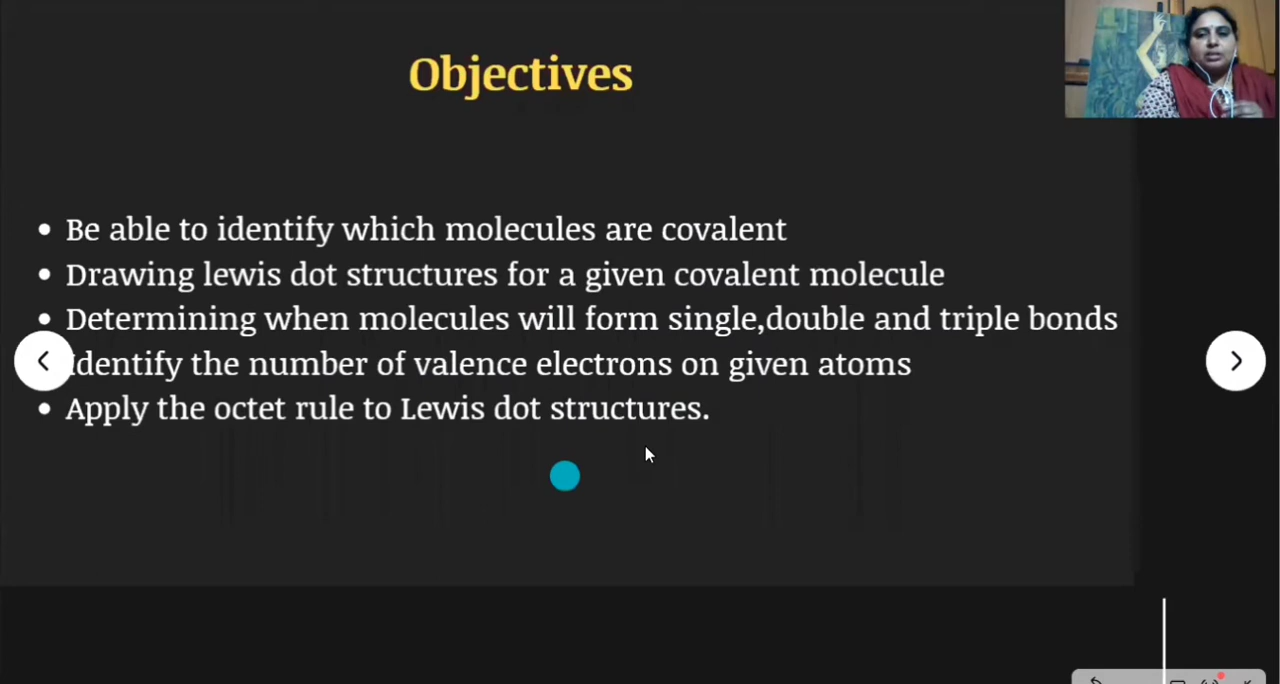 Objectives
• Be able to identify which molecules are covalent
• Drawing lewis dot structures for a given covalent molecule
• Determining when molecules will form single,double and triple bonds
Identify the number of valence electrons on given atoms
• Apply the octet rule to Lewis dot structures.